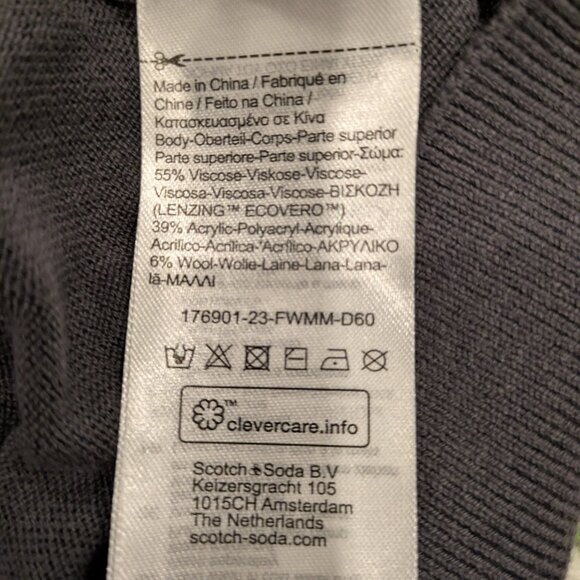 Made in China / Fabriqué en
Chine / Feito na China /
Κατασκευασμένο σε Κίνα
Body-Oberteil-Corps-Parte superior
Parte superiore-Parte superior-Σώμα:
55% Viscose-Viskose-Viscose-
Viscosa-Viscosa-Viscose-ΒΙΣΚΟΖΗ
(LENZING™ ECOVERO™)
39% Acrylic-Polyacryl-Acrylique-
Acrilico-Acrílica-'Acrílico-ΑΚΡΥΛΙΚΟ
6% Wool-Wolle-Laine-Lana-Lana-
lã-ΜΑΛΛΙ
176901-23-FWMM-D60
™
clevercare.info
Scotch & Soda B.V
Keizersgracht 105
1015CH Amsterdam
The Netherlands
scotch-soda.com